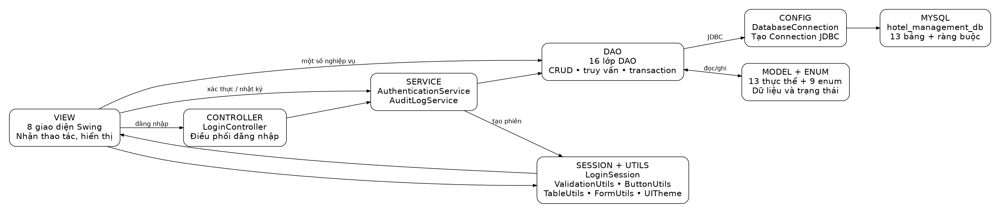 VIEW
8 giao diện Swing
Nhận thao tác, hiển thị
một số nghiệp vụ
xác thực / nhật ký
đăng nhập
CONTROLLER
LoginController
Điều phối đăng nhập
SERVICE
AuthenticationService
AuditLogService
tạo phiên
DAO
16 lớp DAO
CRUD • truy vấn • transaction
JDBC
đọc/ghi
CONFIG
DatabaseConnection
Tạo Connection JDBC
MYSQL
hotel_management_db
13 bảng + ràng buộc
MODEL + ENUM
13 thực thể + 9 enum
Dữ liệu và trạng thái
SESSION + UTILS
LoginSession
ValidationUtils • ButtonUtils
TableUtils • FormUtils • UITheme